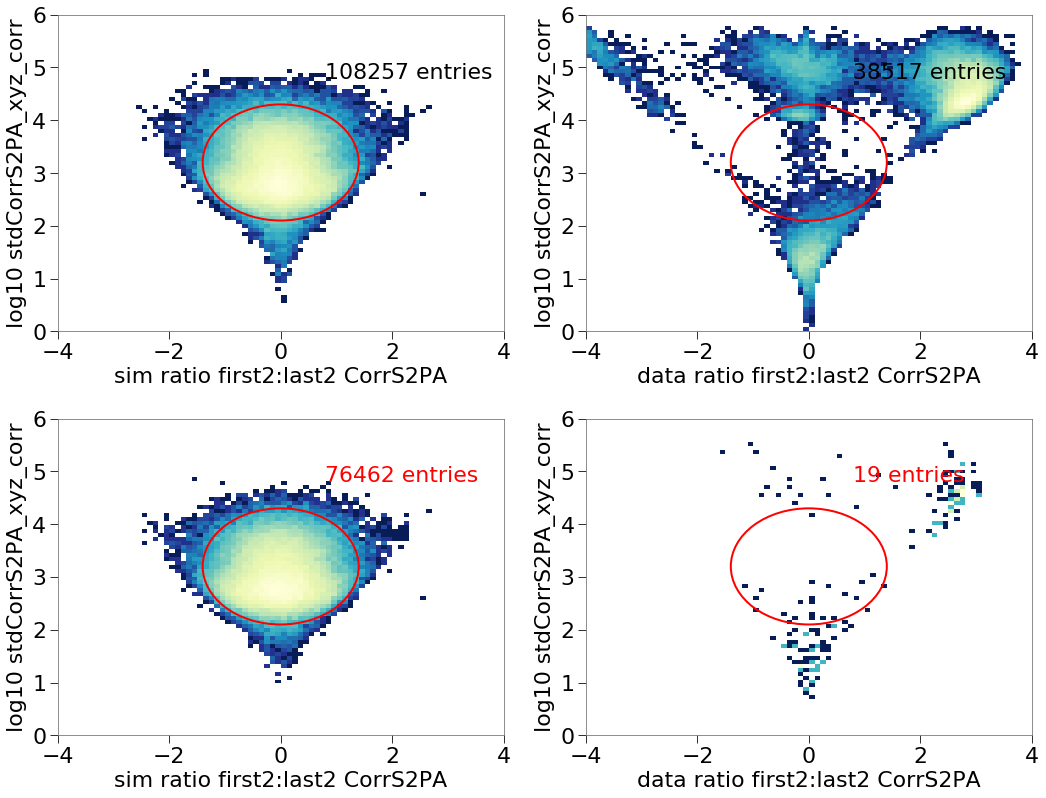 6
5
4
3
2
1
0
log10 stdCorrS2PA_xyz_corr
108257 entries
−4 −2 0 2 4
sim ratio first2:last2 CorrS2PA
6
5
4
3
2
1
0
log10 stdCorrS2PA_xyz_corr
38517 entries
−4 −2 0 2 4
data ratio first2:last2 CorrS2PA
6
5
4
3
2
1
0
log10 stdCorrS2PA_xyz_corr
76462 entries
−4 −2 0 2 4
sim ratio first2:last2 CorrS2PA
6
5
4
3
2
1
0
log10 stdCorrS2PA_xyz_corr
19 entries
−4 −2 0 2 4
data ratio first2:last2 CorrS2PA